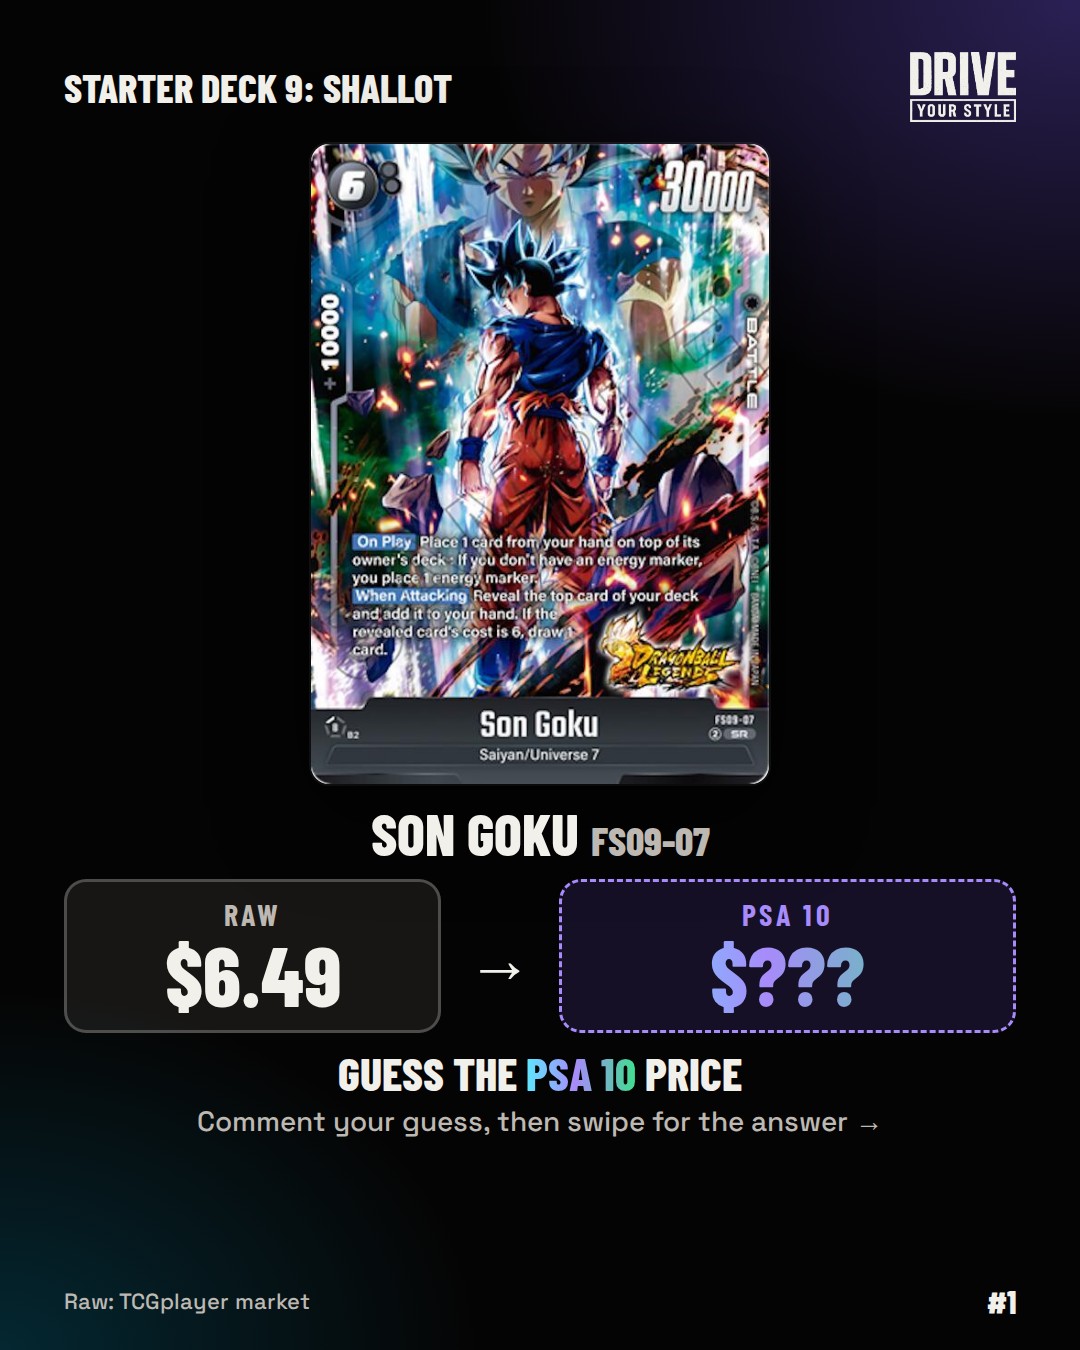 STARTER DECK 9: SHALLOT
DRIVE
YOUR STYLE
6 8
30000
+ 10000
BATTLE
On Play Place 1 card from your hand on top of its
owner's deck : If you don't have an energy marker,
you place 1 energy marker.
When Attacking Reveal the top card of your deck
and add it to your hand. If the
revealed card's cost is 6, draw 1
card.
DRAGONBALL
LEGENDS
B2
Son Goku
FS09-07
2 SR
Saiyan/Universe 7
SON GOKU FS09-07
RAW
$6.49
→
PSA 10
$???
GUESS THE PSA 10 PRICE
Comment your guess, then swipe for the answer →
Raw: TCGplayer market
#1